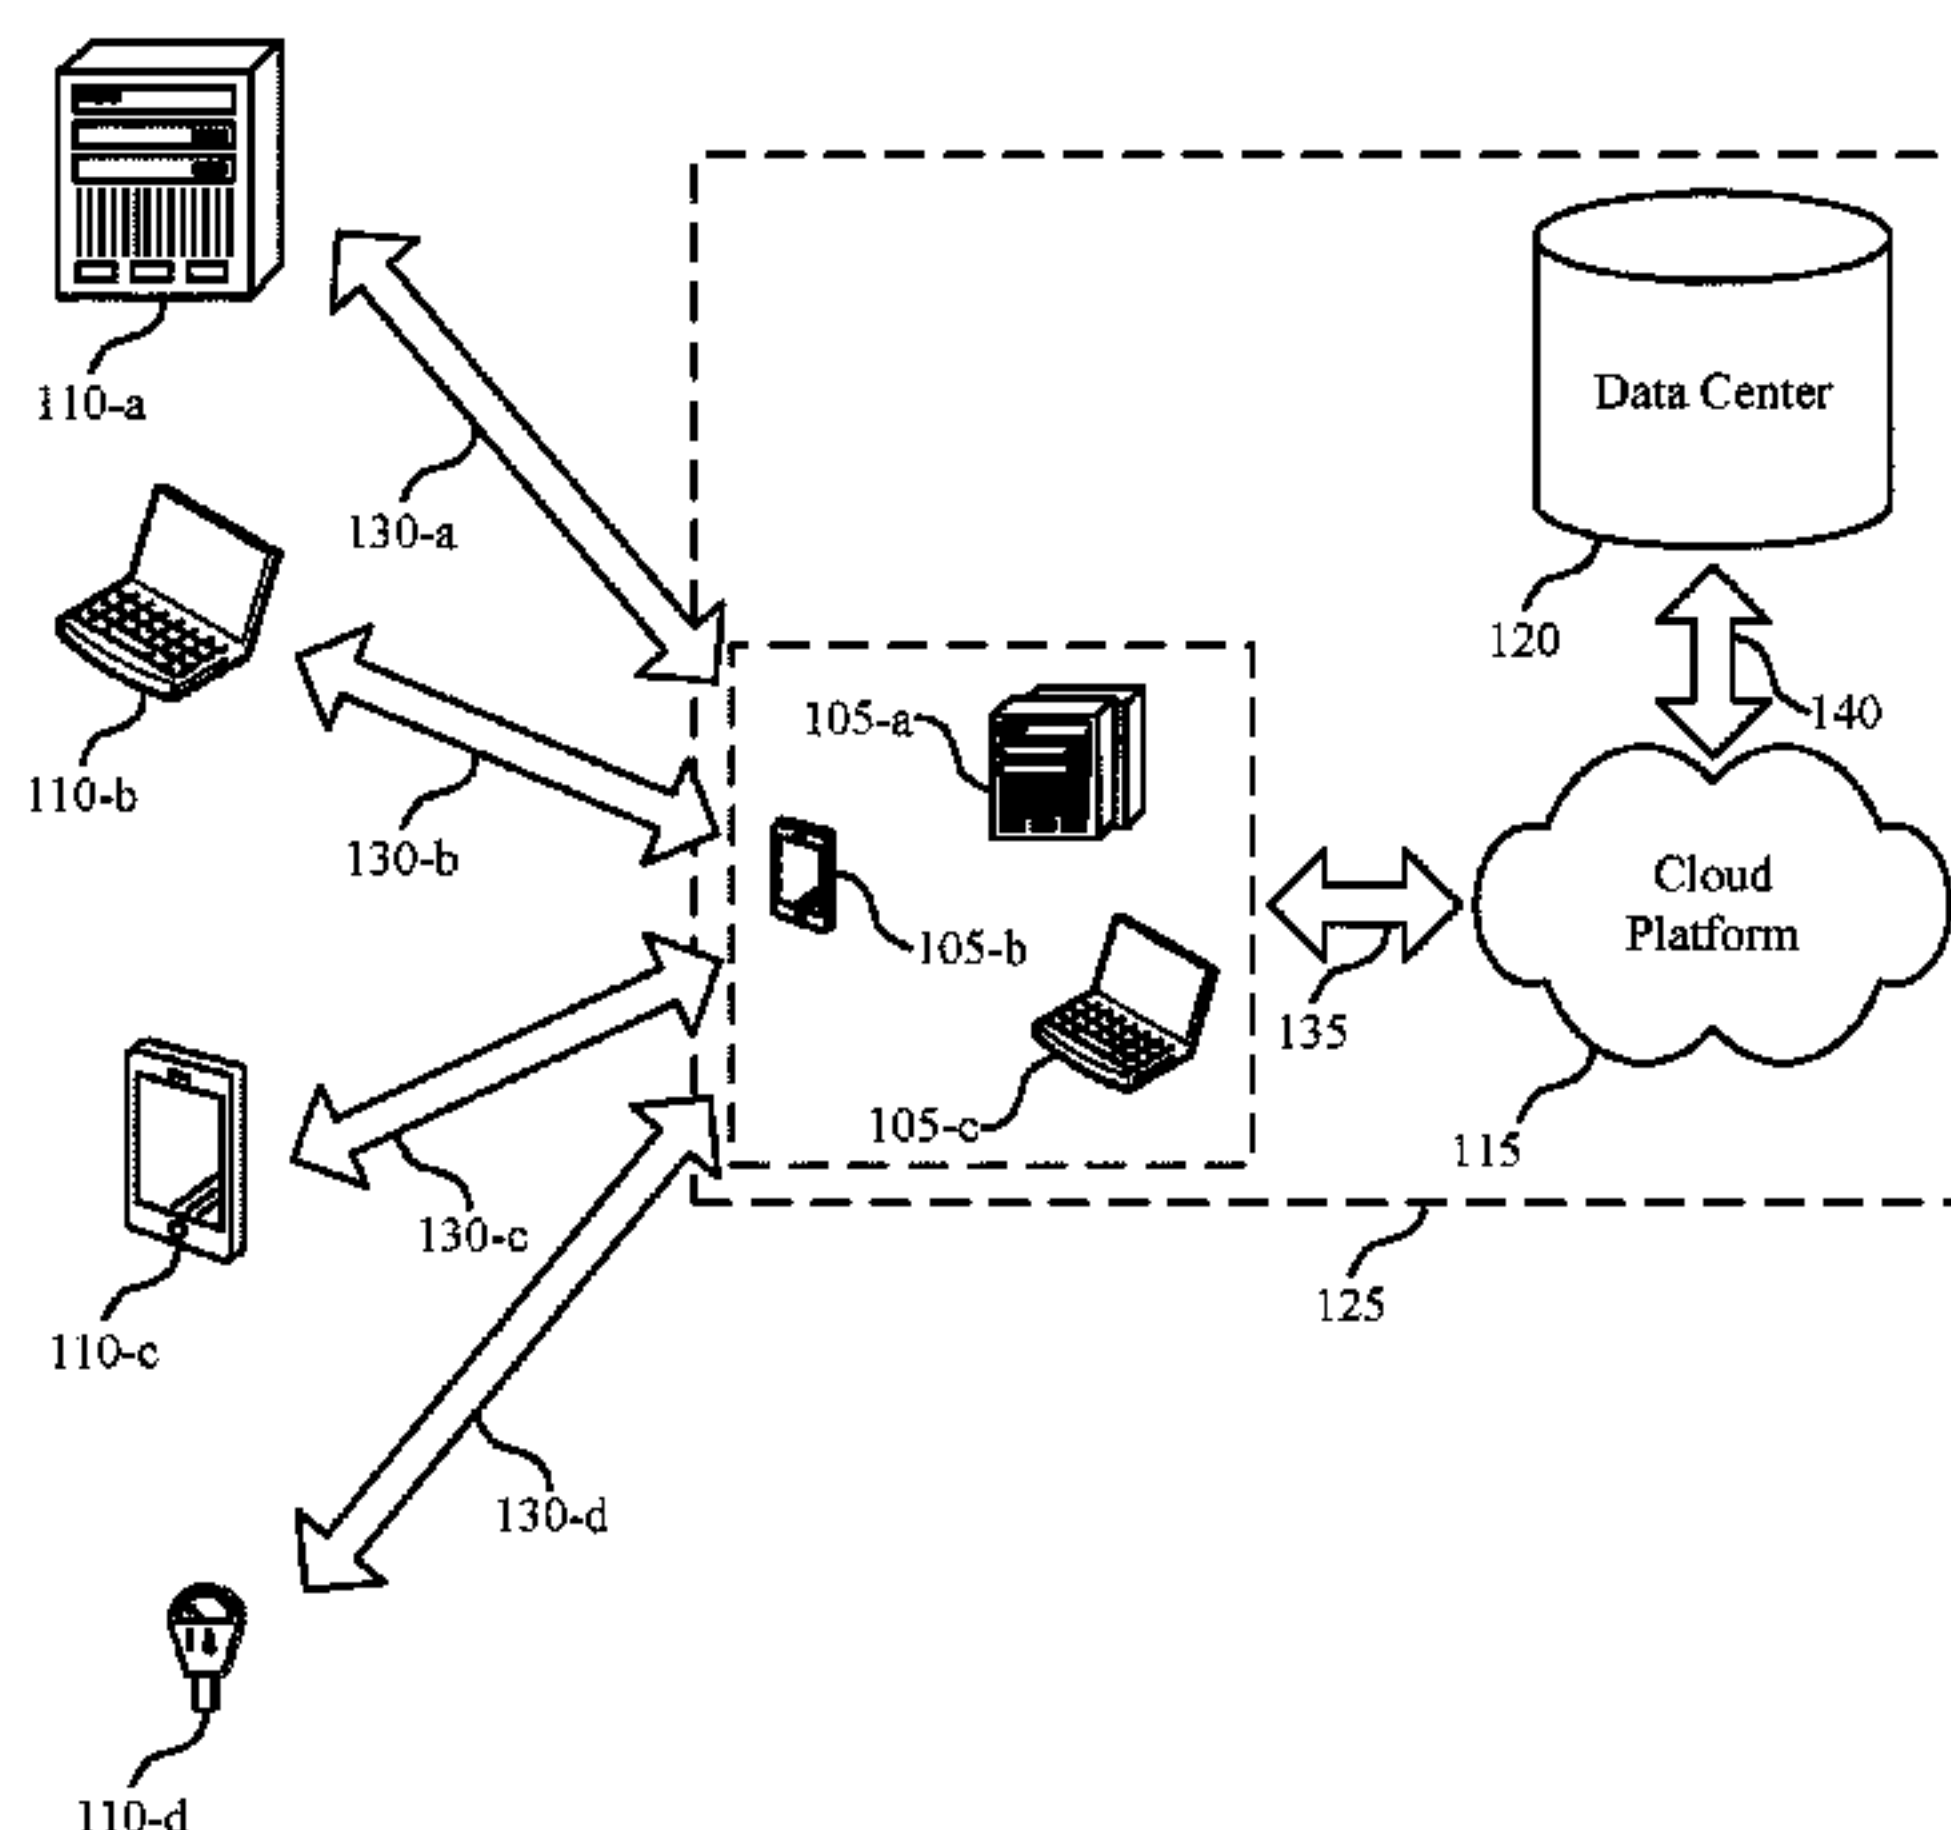 110-a
130-a
Data Center
120
140
110-b
130-b
105-a
105-b
Cloud
Platform
135
105-c
115
130-c
125
110-c
130-d
110-d